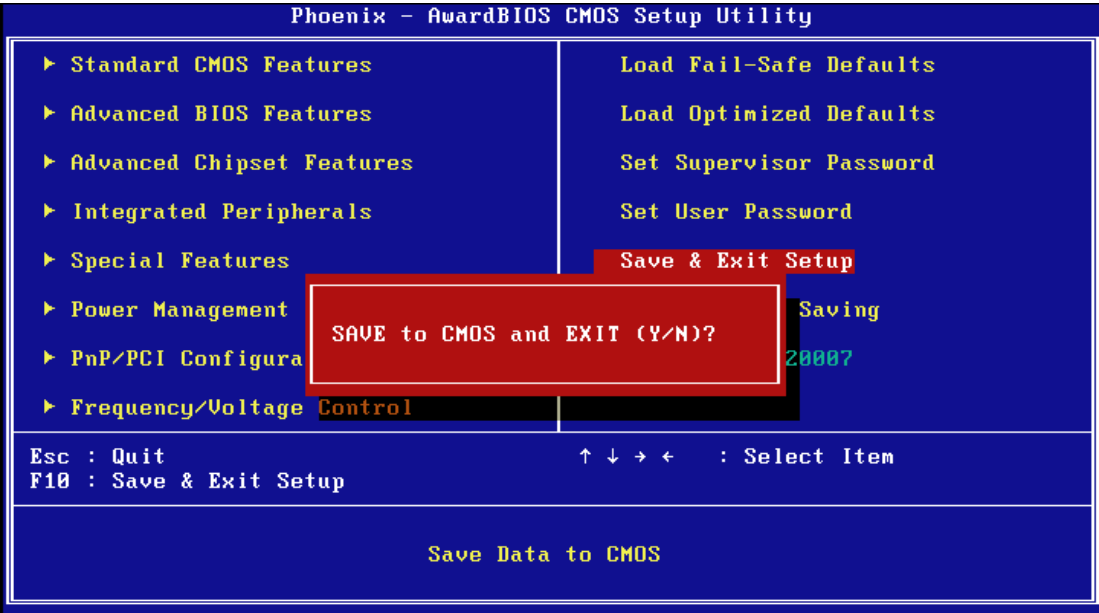 Phoenix - AwardBIOS CMOS Setup Utility
Standard CMOS Features
Advanced BIOS Features
Advanced Chipset Features
Integrated Peripherals
Special Features
Power Management
PnP/PCI Configura
Frequency/Voltage Control
Load Fail-Safe Defaults
Load Optimized Defaults
Set Supervisor Password
Set User Password
Save & Exit Setup
Saving
20007
SAVE to CMOS and EXIT (Y/N)?
Esc : Quit
F10 : Save & Exit Setup
↑ ↓ → ← : Select Item
Save Data to CMOS